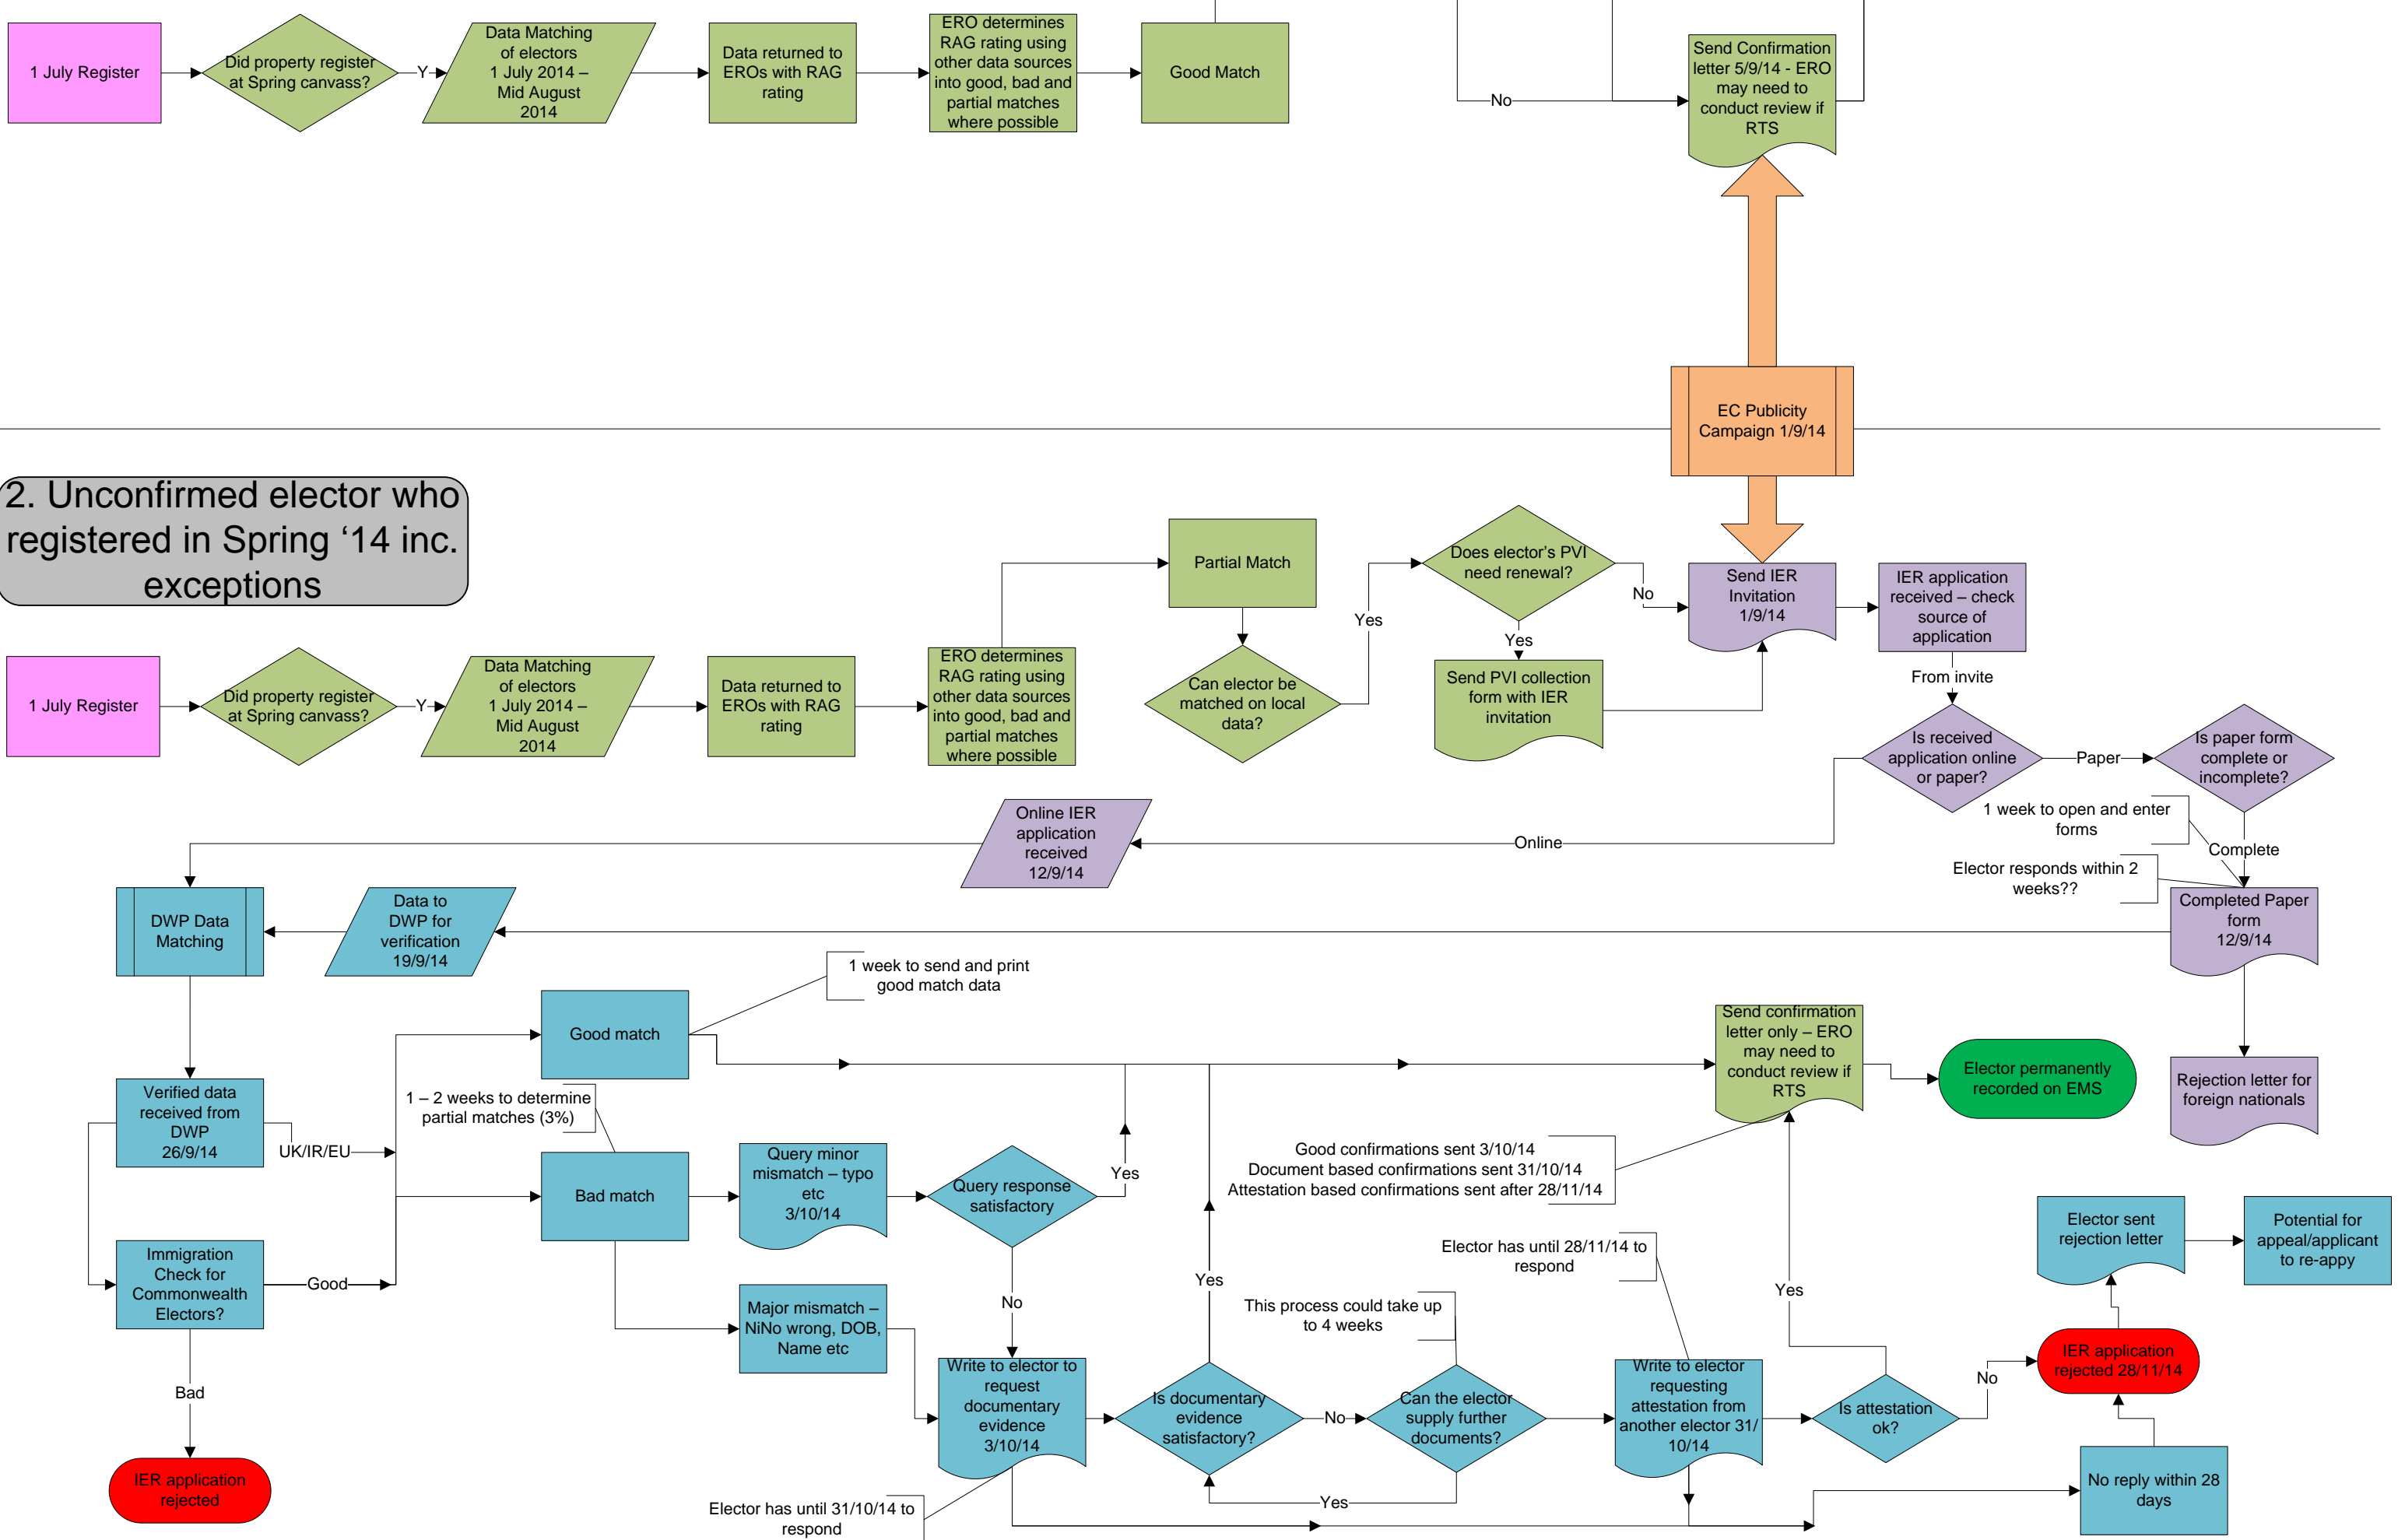 1 July Register
Did property register
at Spring canvass?
Y
Data Matching
of electors
1 July 2014 –
Mid August
2014
Data returned to
EROs with RAG
rating
ERO determines
RAG rating using
other data sources
into good, bad and
partial matches
where possible
Good Match
No
Send Confirmation
letter 5/9/14 - ERO
may need to
conduct review if
RTS
EC Publicity
Campaign 1/9/14
2. Unconfirmed elector who
registered in Spring ‘14 inc.
exceptions
1 July Register
Did property register
at Spring canvass?
Y
Data Matching
of electors
1 July 2014 –
Mid August
2014
Data returned to
EROs with RAG
rating
ERO determines
RAG rating using
other data sources
into good, bad and
partial matches
where possible
Partial Match
Can elector be
matched on local
data?
Yes
Does elector’s PVI
need renewal?
No
Yes
Send PVI collection
form with IER
invitation
Send IER
Invitation
1/9/14
IER application
received – check
source of
application
From invite
Is received
application online
or paper?
Paper
Is paper form
complete or
incomplete?
1 week to open and enter
forms
Complete
Elector responds within 2
weeks??
Completed Paper
form
12/9/14
Rejection letter for
foreign nationals
Online
Online IER
application
received
12/9/14
Data to
DWP for
verification
19/9/14
DWP Data
Matching
Verified data
received from
DWP
26/9/14
UK/IR/EU
Immigration
Check for
Commonwealth
Electors?
Good
Bad
IER application
rejected
Good match
1 week to send and print
good match data
1 – 2 weeks to determine
partial matches (3%)
Bad match
Query minor
mismatch – typo
etc
3/10/14
Query response
satisfactory
Yes
No
Major mismatch –
NiNo wrong, DOB,
Name etc
Write to elector to
request
documentary
evidence
3/10/14
Elector has until 31/10/14 to
respond
Is documentary
evidence
satisfactory?
Yes
No
This process could take up
to 4 weeks
Can the elector
supply further
documents?
Yes
Elector has until 28/11/14 to
respond
Write to elector
requesting
attestation from
another elector 31/
10/14
Is attestation
ok?
Yes
No
Send confirmation
letter only – ERO
may need to
conduct review if
RTS
Good confirmations sent 3/10/14
Document based confirmations sent 31/10/14
Attestation based confirmations sent after 28/11/14
Elector permanently
recorded on EMS
Elector sent
rejection letter
Potential for
appeal/applicant
to re-appy
IER application
rejected 28/11/14
No reply within 28
days